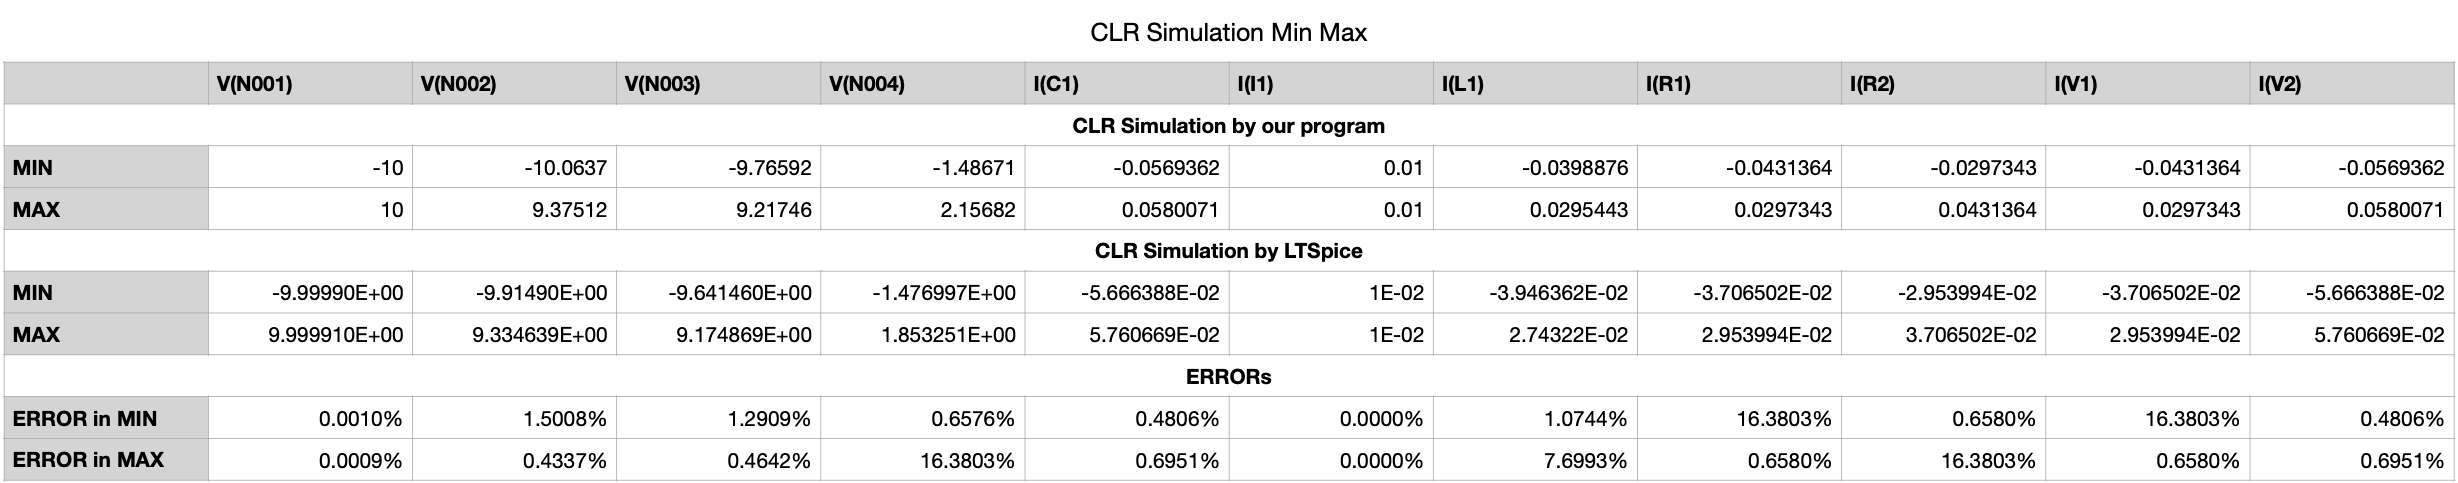 CLR Simulation Min Max
V(N001) V(N002) V(N003) V(N004) I(C1) I(I1) I(L1) I(R1) I(R2) I(V1) I(V2)
CLR Simulation by our program
MIN -10 -10.0637 -9.76592 -1.48671 -0.0569362 0.01 -0.0398876 -0.0431364 -0.0297343 -0.0431364 -0.0569362
MAX 10 9.37512 9.21746 2.15682 0.0580071 0.01 0.0295443 0.0297343 0.0431364 0.0297343 0.0580071
CLR Simulation by LTSpice
MIN -9.99990E+00 -9.91490E+00 -9.641460E+00 -1.476997E+00 -5.666388E-02 1E-02 -3.946362E-02 -3.706502E-02 -2.953994E-02 -3.706502E-02 -5.666388E-02
MAX 9.999910E+00 9.334639E+00 9.174869E+00 1.853251E+00 5.760669E-02 1E-02 2.74322E-02 2.953994E-02 3.706502E-02 2.953994E-02 5.760669E-02
ERRORs
ERROR in MIN 0.0010% 1.5008% 1.2909% 0.6576% 0.4806% 0.0000% 1.0744% 16.3803% 0.6580% 16.3803% 0.4806%
ERROR in MAX 0.0009% 0.4337% 0.4642% 16.3803% 0.6951% 0.0000% 7.6993% 0.6580% 16.3803% 0.6580% 0.6951%